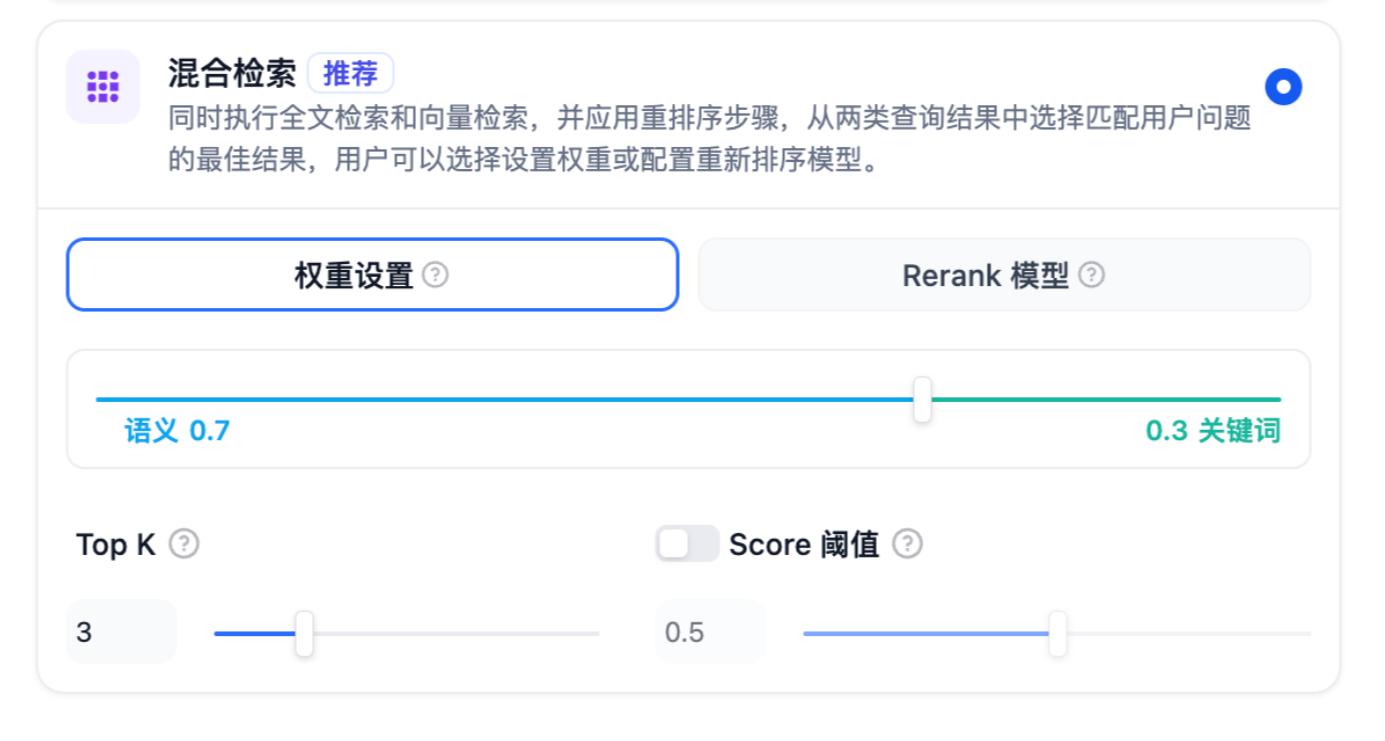 混合检索 推荐
同时执行全文检索和向量检索，并应用重排序步骤，从两类查询结果中选择匹配用户问题
的最佳结果，用户可以选择设置权重或配置重新排序模型。
权重设置 ?
Rerank 模型 ?
语义 0.7
0.3 关键词
Top K ?
Score 阈值 ?
3
0.5